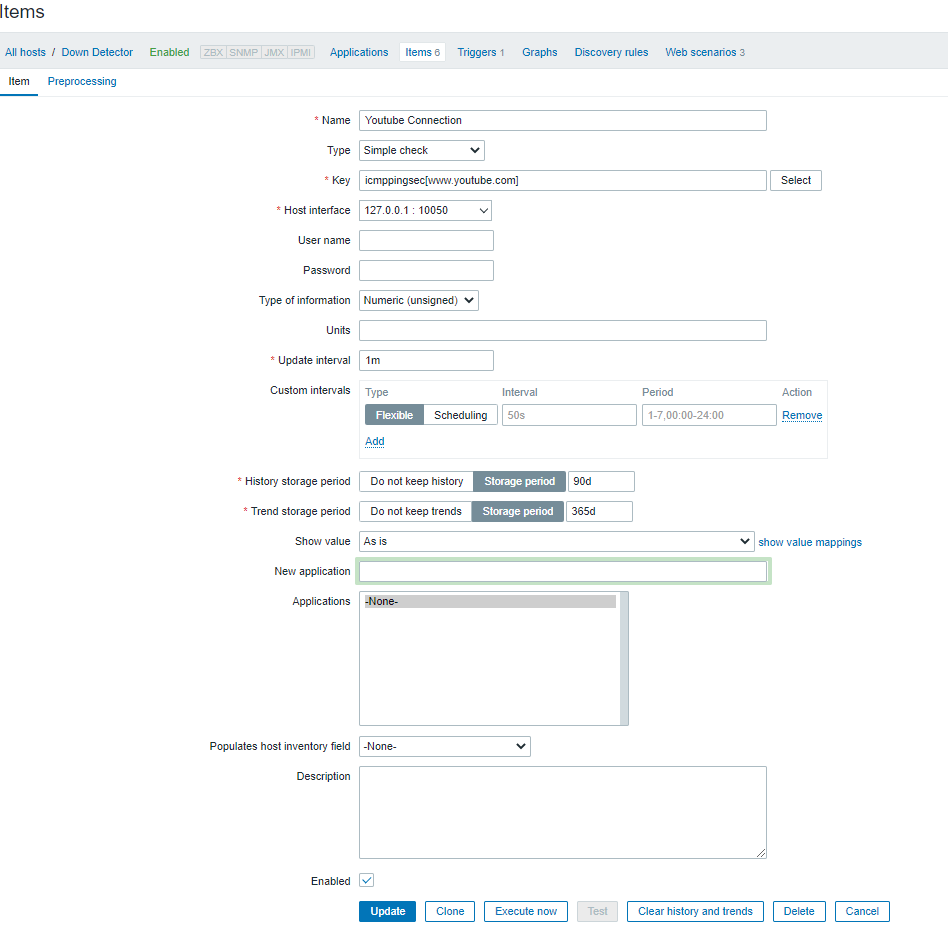 Items
All hosts / Down Detector Enabled ZBX SNMP JMX IPMI Applications Items 6 Triggers 1 Graphs Discovery rules Web scenarios 3
Item Preprocessing
* Name Youtube Connection
Type Simple check
* Key icmppingsec[www.youtube.com] Select
* Host interface 127.0.0.1 : 10050
User name
Password
Type of information Numeric (unsigned)
Units
* Update interval 1m
Custom intervals Type Interval Period Action
Flexible Scheduling 50s 1-7,00:00-24:00 Remove
Add
* History storage period Do not keep history Storage period 90d
* Trend storage period Do not keep trends Storage period 365d
Show value As is show value mappings
New application
Applications -None-
Populates host inventory field -None-
Description
Enabled
Update Clone Execute now Test Clear history and trends Delete Cancel